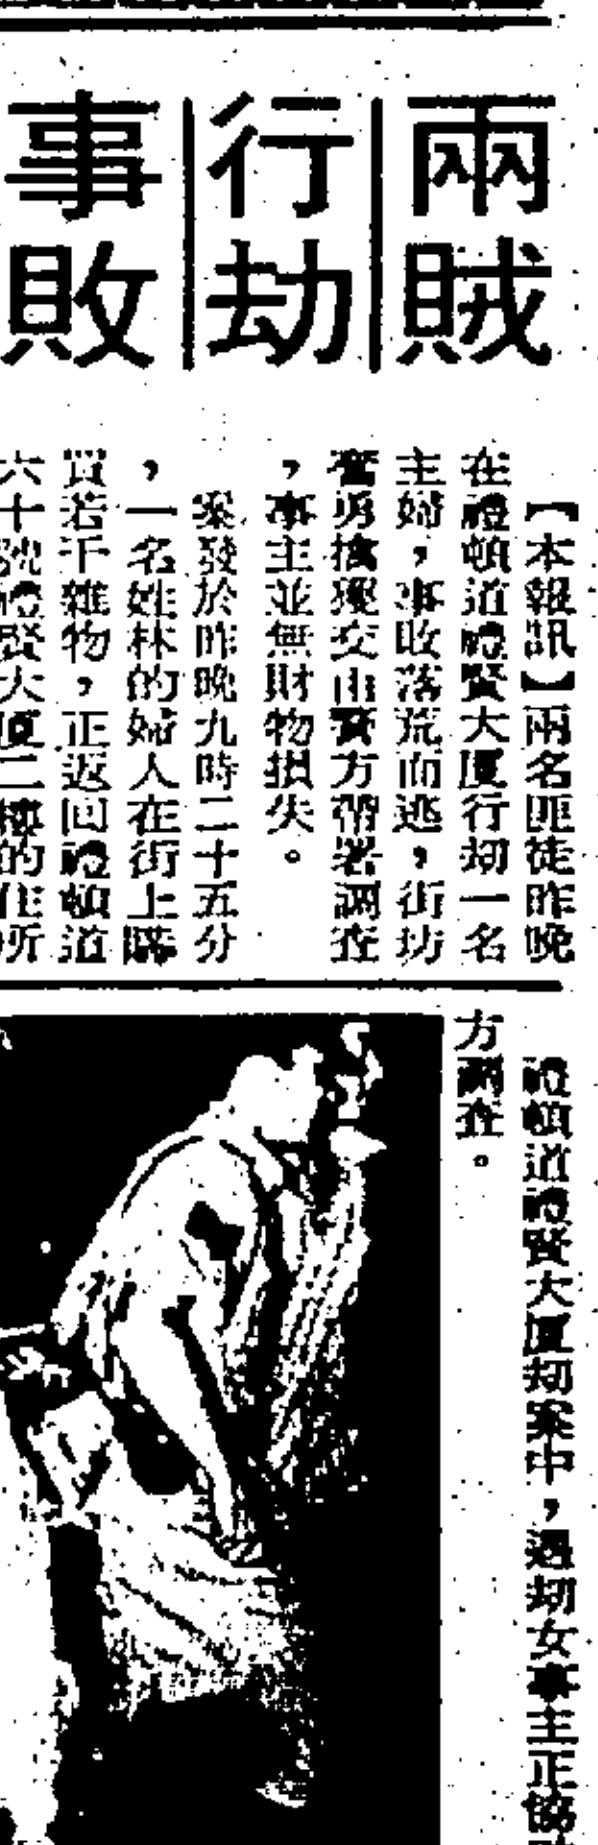 兩賊
行劫
事敗
【本報訊】兩名匪徒昨晚
在禮頓道禮賢大厦行刧一名
主婦，事敗落荒而逃，街坊
奮勇擒獲交由警方帶署調查
，事主並無財物損失。
案發於昨晚九時二十五分
，一名姓林的婦人在街上購
買若干雜物，正返回禮頓道
六十號禮賢大廈二樓的住所
禮頓道禮賢大厦刧案中，遇刧女事主正協
方調查。